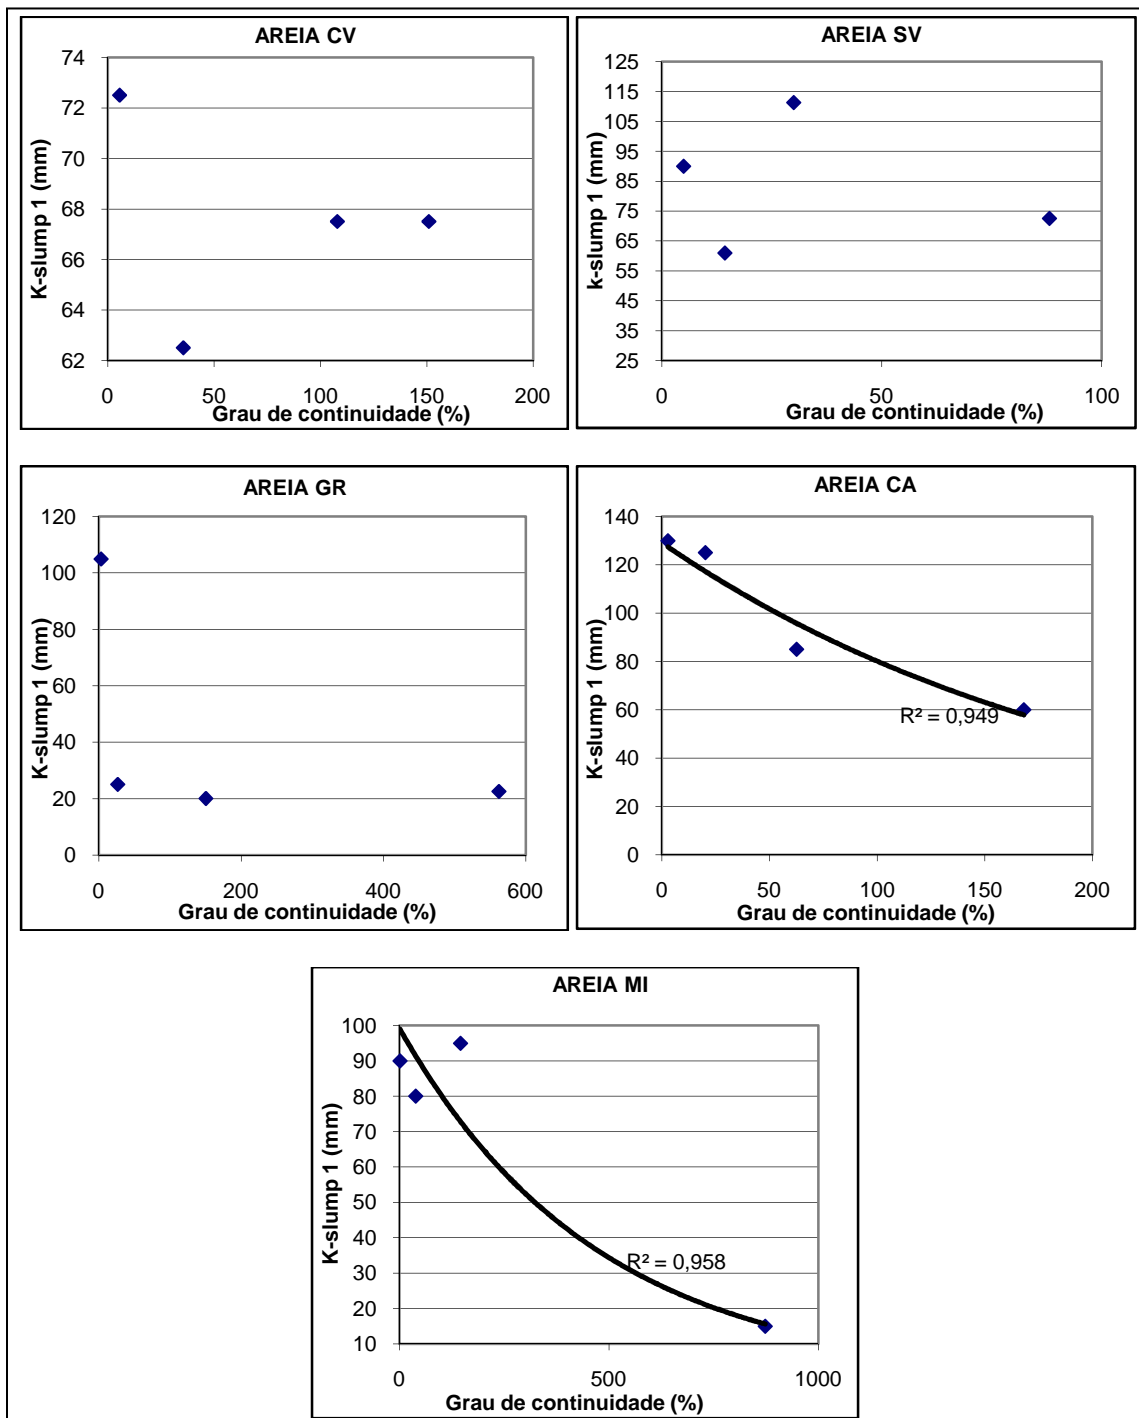 AREIA CV
K-slump 1 (mm)
74
72
70
68
66
64
62
0 50 100 150 200
Grau de continuidade (%)
AREIA SV
k-slump 1 (mm)
125
115
105
95
85
75
65
55
45
35
25
0 50 100
Grau de continuidade (%)
AREIA GR
K-slump 1 (mm)
120
100
80
60
40
20
0
0 200 400 600
Grau de continuidade (%)
AREIA CA
K-slump 1 (mm)
140
120
100
80
60
40
20
0
R² = 0,949
0 50 100 150 200
Grau de continuidade (%)
AREIA MI
K-slump 1 (mm)
100
90
80
70
60
50
40
30
20
10
R² = 0,958
0 500 1000
Grau de continuidade (%)